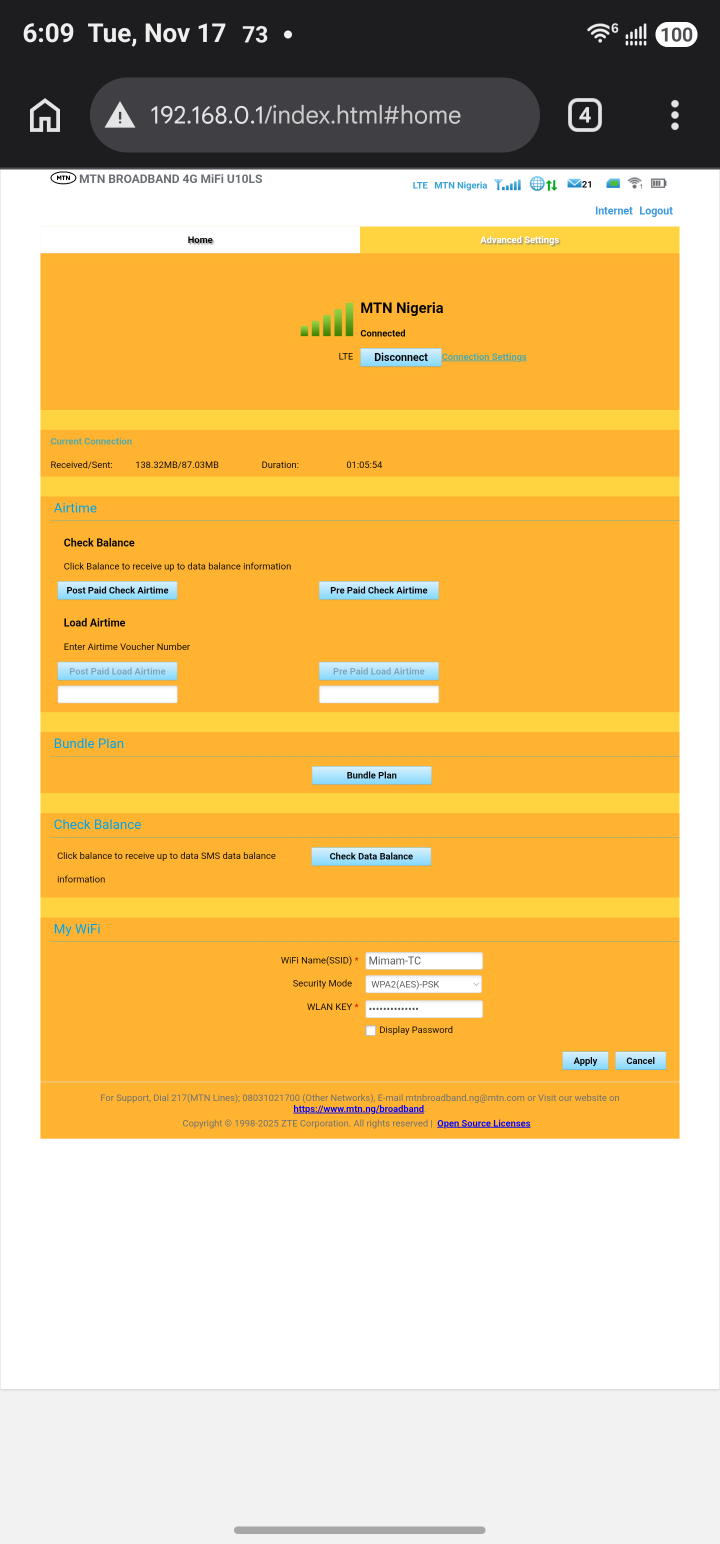 6:09 Tue, Nov 17 73 •
6 100
192.168.0.1/index.html#home 4
MTN MTN BROADBAND 4G MiFi U10LS
LTE MTN Nigeria 21 1
Internet Logout
Home Advanced Settings
MTN Nigeria
Connected
LTE Disconnect Connection Settings
Current Connection
Received/Sent: 138.32MB/87.03MB Duration: 01:05:54
Airtime
Check Balance
Click Balance to receive up to data balance information
Post Paid Check Airtime Pre Paid Check Airtime
Load Airtime
Enter Airtime Voucher Number
Post Paid Load Airtime Pre Paid Load Airtime
Bundle Plan
Bundle Plan
Check Balance
Click balance to receive up to data SMS data balance
information
Check Data Balance
My WiFi
WiFi Name(SSID) * Mimam-TC
Security Mode WPA2(AES)-PSK
WLAN KEY * ••••••••••••••
Display Password
Apply Cancel
For Support, Dial 217(MTN Lines); 08031021700 (Other Networks), E-mail mtnbroadband.ng@mtn.com or Visit our website on
https://www.mtn.ng/broadband.
Copyright © 1998-2025 ZTE Corporation. All rights reserved | Open Source Licenses